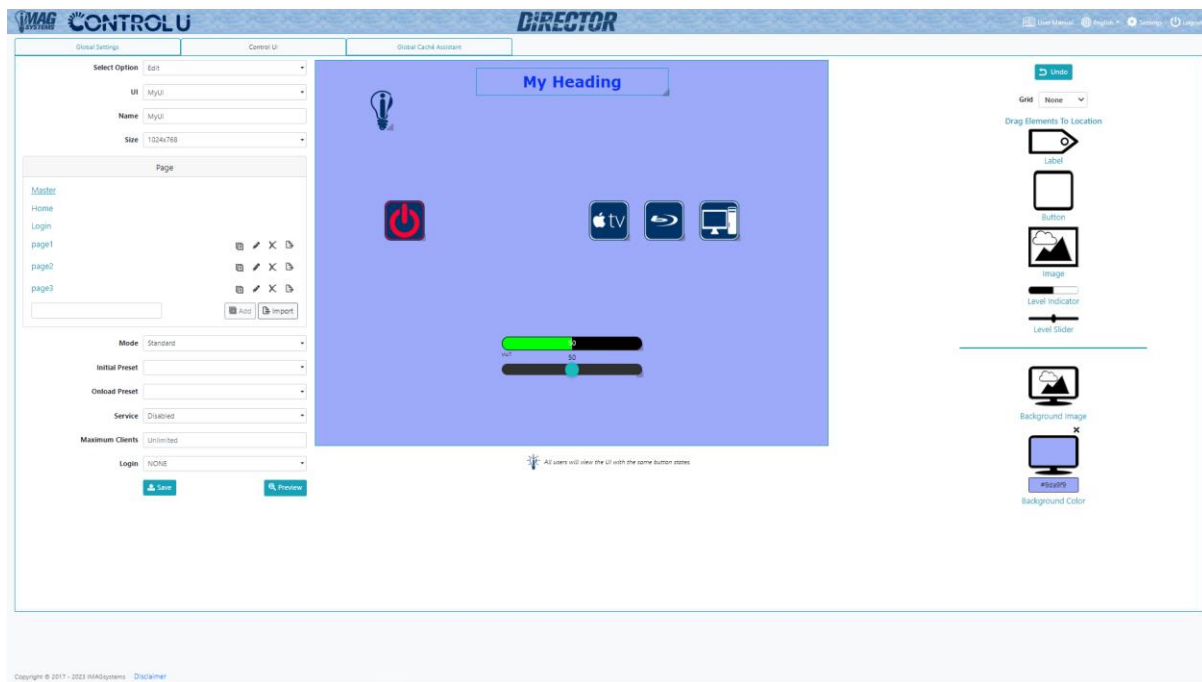 IMAG SYSTEMS CONTROL U DIRECTOR User Manual English Settings Logout
Global Settings Control UI Global Caché Assistant
Select Option Edit
UI MyUI
Name MyUI
Size 1024x768
Page
Master
Home
Login
page1
page2
page3
Add Import
Mode Standard
Initial Preset
Onload Preset
Service Disabled
Maximum Clients Unlimited
Login NONE
Save Preview
My Heading
tv
50
50
All users will view the UI with the same button states.
Undo
Grid None
Drag Elements To Location
Label
Button
Image
Level Indicator
Level Slider
Background Image
#9da9f9
Background Color
Copyright © 2017 - 2023 IMAGsystems Disclaimer